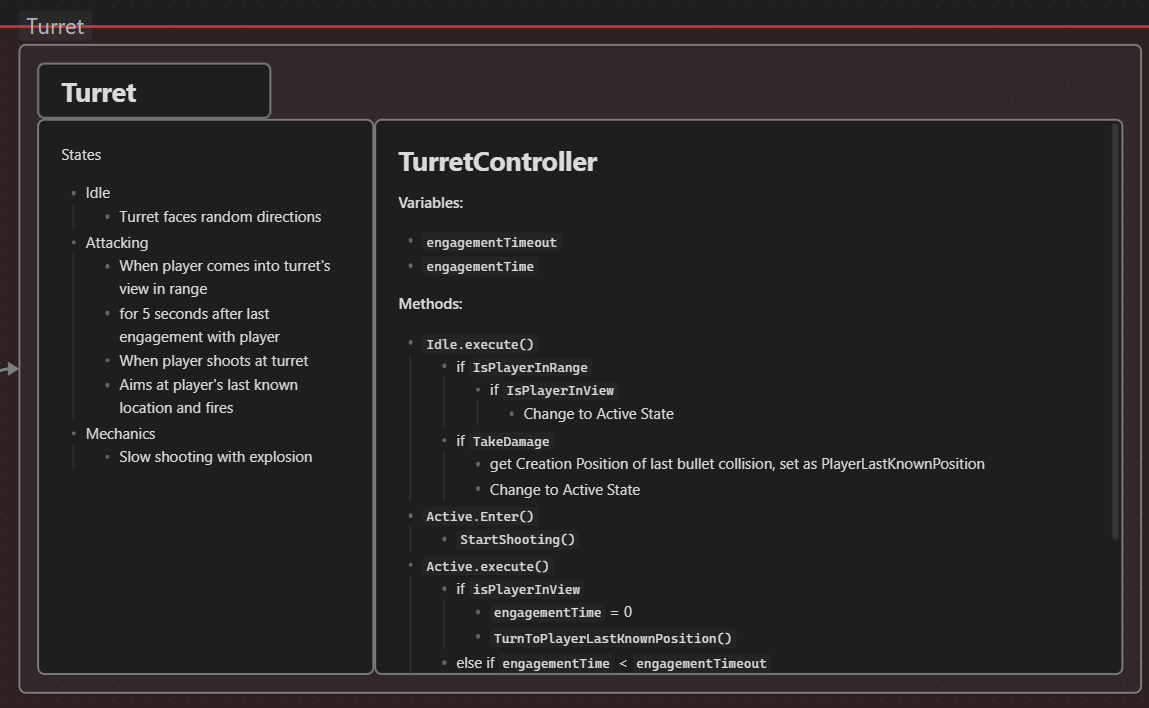 Turret
Turret
States
Idle
Turret faces random directions
Attacking
When player comes into turret's
view in range
for 5 seconds after last
engagement with player
When player shoots at turret
Aims at player's last known
location and fires
Mechanics
Slow shooting with explosion
TurretController
Variables:
engagementTimeout
engagementTime
Methods:
Idle.execute()
if IsPlayerInRange
if IsPlayerInView
Change to Active State
if TakeDamage
get Creation Position of last bullet collision, set as PlayerLastKnownPosition
Change to Active State
Active.Enter()
StartShooting()
Active.execute()
if isPlayerInView
engagementTime = 0
TurnToPlayerLastKnownPosition()
else if engagementTime < engagementTimeout